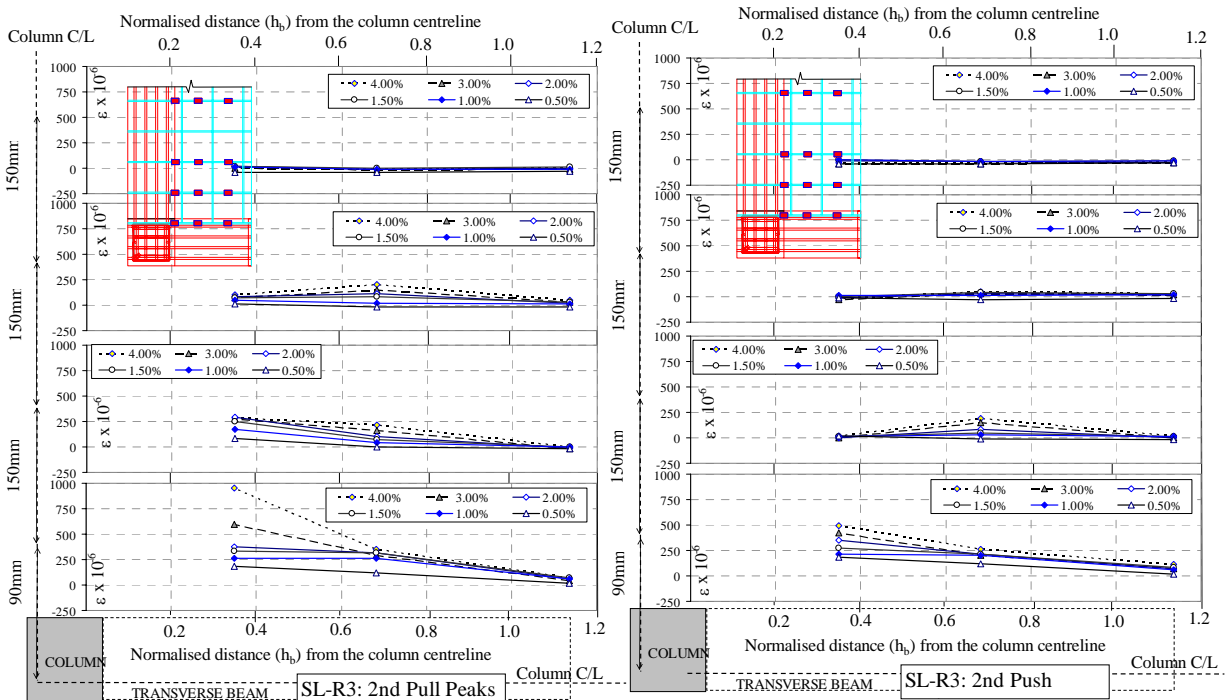 Normalised distance (hb) from the column centreline
Column C/L
0.2 0.4 0.6 0.8 1.0 1.2
1000
750
500
250
0
-250
ε x 10-6
4.00% 3.00% 2.00%
1.50% 1.00% 0.50%
150mm
1000
750
500
250
0
-250
ε x 10-6
4.00% 3.00% 2.00%
1.50% 1.00% 0.50%
150mm
1000
750
500
250
0
-250
ε x 10-6
4.00% 3.00% 2.00%
1.50% 1.00% 0.50%
150mm
1000
750
500
250
0
-250
ε x 10-6
4.00% 3.00% 2.00%
1.50% 1.00% 0.50%
90mm
0.2 0.4 0.6 0.8 1.0 1.2
Normalised distance (hb) from the column centreline
COLUMN
Column C/L
TRANSVERSE BEAM
SL-R3: 2nd Pull Peaks
Normalised distance (hb) from the column centreline
Column C/L
0.2 0.4 0.6 0.8 1.0 1.2
1000
750
500
250
0
-250
ε x 10-6
4.00% 3.00% 2.00%
1.50% 1.00% 0.50%
150mm
1000
750
500
250
0
-250
ε x 10-6
4.00% 3.00% 2.00%
1.50% 1.00% 0.50%
150mm
1000
750
500
250
0
-250
ε x 10-6
4.00% 3.00% 2.00%
1.50% 1.00% 0.50%
150mm
1000
750
500
250
0
-250
ε x 10-6
4.00% 3.00% 2.00%
1.50% 1.00% 0.50%
90mm
0.2 0.4 0.6 0.8 1.0 1.2
Normalised distance (hb) from the column centreline
COLUMN
Column C/L
TRANSVERSE BEAM
SL-R3: 2nd Push